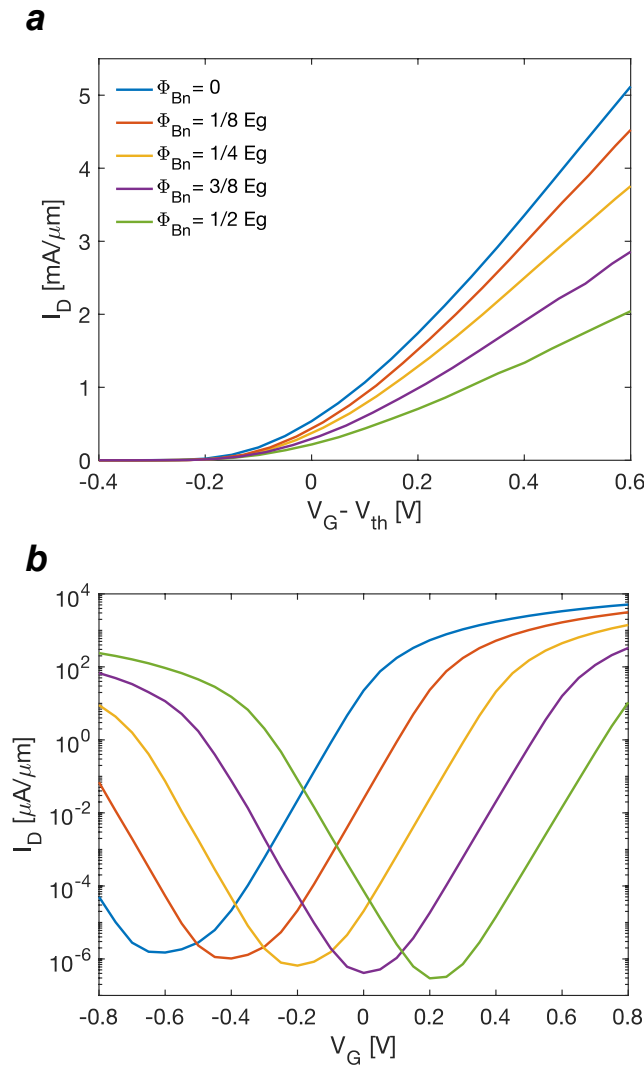 a
Φ_Bn = 0
Φ_Bn = 1/8 Eg
Φ_Bn = 1/4 Eg
Φ_Bn = 3/8 Eg
Φ_Bn = 1/2 Eg
5
4
3
2
1
0
I_D [mA/μm]
-0.4 -0.2 0 0.2 0.4 0.6
V_G - V_th [V]
b
10^4
10^2
10^0
10^-2
10^-4
10^-6
I_D [μA/μm]
-0.8 -0.6 -0.4 -0.2 0 0.2 0.4 0.6 0.8
V_G [V]